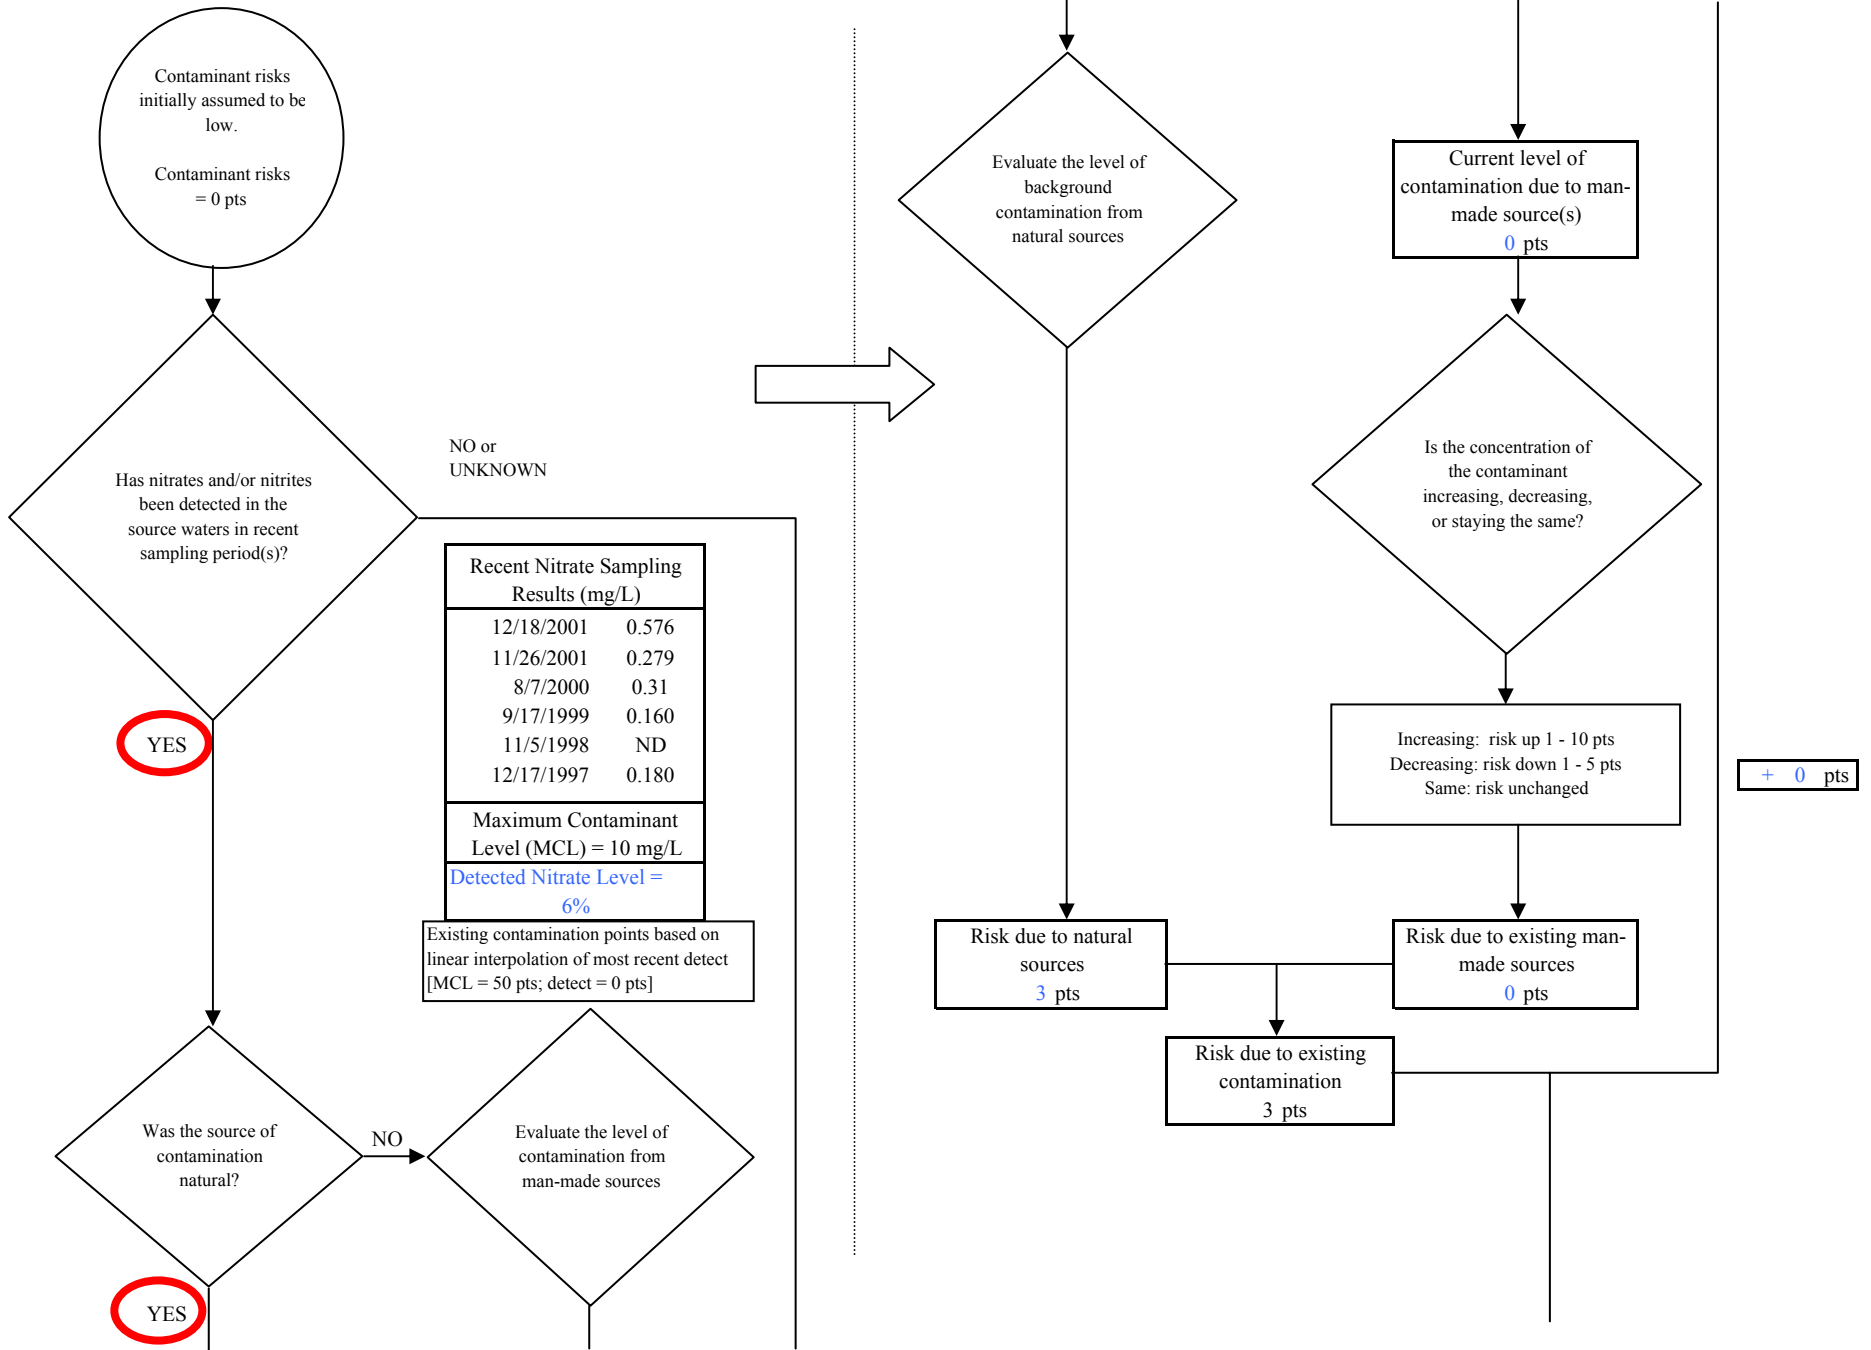 Contaminant risks
initially assumed to be
low.
Contaminant risks
= 0 pts
Has nitrates and/or nitrites
been detected in the
source waters in recent
sampling period(s)?
NO or
UNKNOWN
YES
Recent Nitrate Sampling
Results (mg/L)
12/18/2001 0.576
11/26/2001 0.279
8/7/2000 0.31
9/17/1999 0.160
11/5/1998 ND
12/17/1997 0.180
Maximum Contaminant
Level (MCL) = 10 mg/L
Detected Nitrate Level =
6%
Existing contamination points based on
linear interpolation of most recent detect
[MCL = 50 pts; detect = 0 pts]
Was the source of
contamination
natural?
NO
Evaluate the level of
contamination from
man-made sources
YES
Evaluate the level of
background
contamination from
natural sources
Current level of
contamination due to man-
made source(s)
0 pts
Is the concentration of
the contaminant
increasing, decreasing,
or staying the same?
Increasing: risk up 1 - 10 pts
Decreasing: risk down 1 - 5 pts
Same: risk unchanged
+ 0 pts
Risk due to natural
sources
3 pts
Risk due to existing man-
made sources
0 pts
Risk due to existing
contamination
3 pts